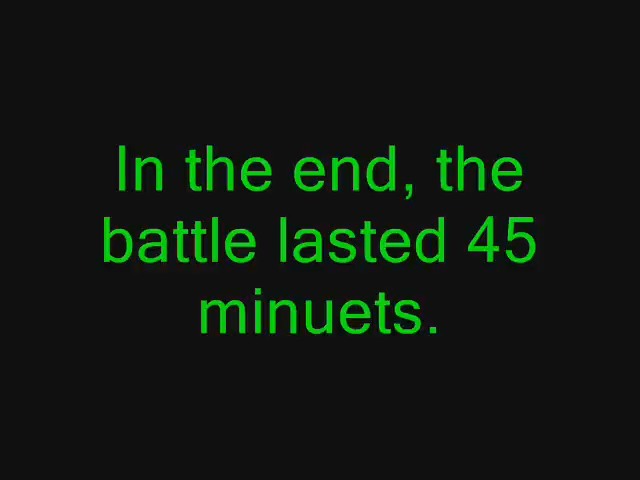 In the end, the
battle lasted 45
minuets.